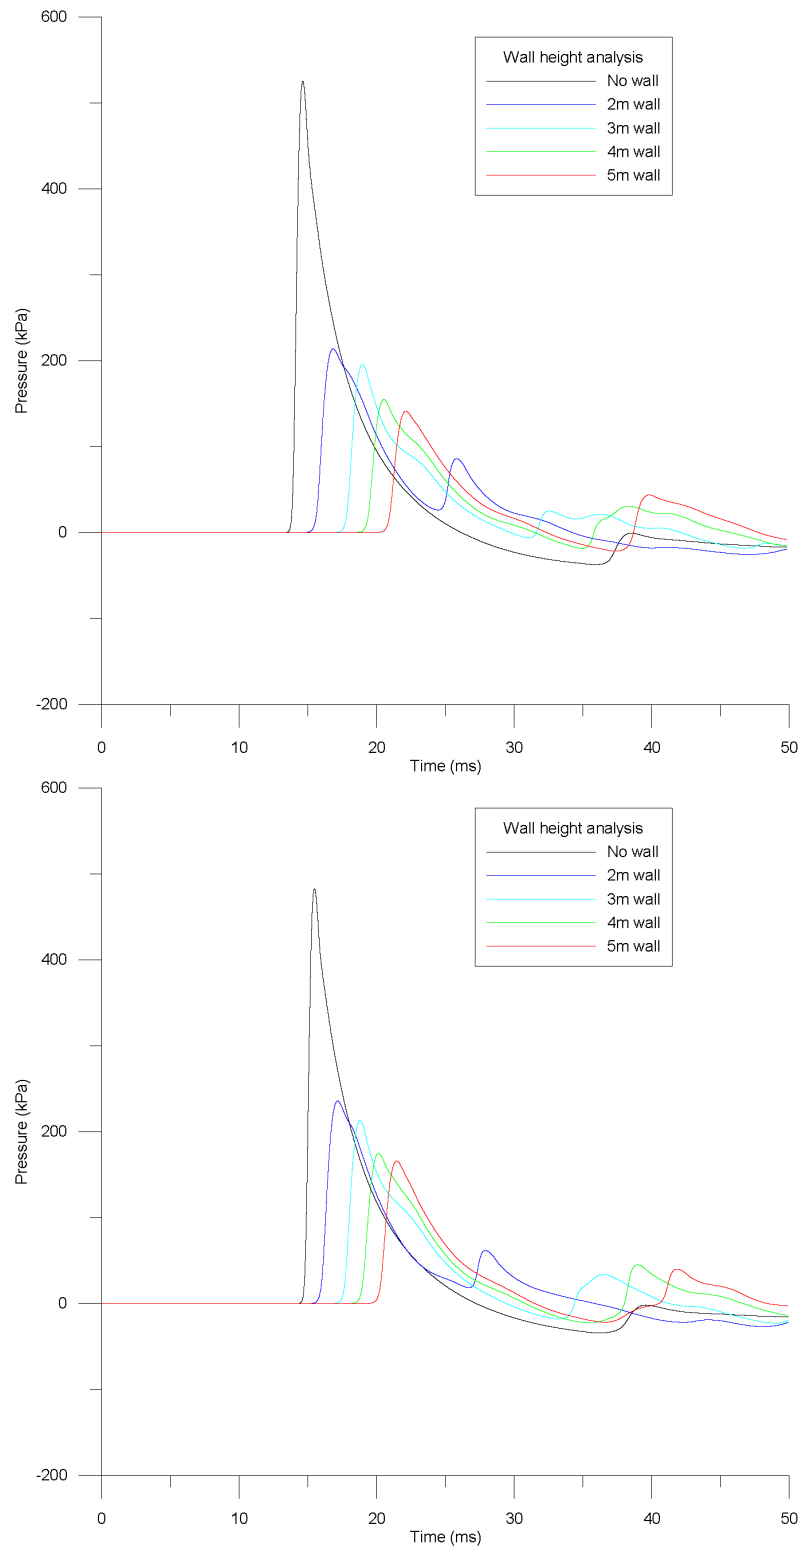 600
Wall height analysis
No wall
2m wall
3m wall
4m wall
5m wall
400
200
0
-200
Pressure (kPa)
0 10 20 30 40 50
Time (ms)
600
Wall height analysis
No wall
2m wall
3m wall
4m wall
5m wall
400
200
0
-200
Pressure (kPa)
0 10 20 30 40 50
Time (ms)